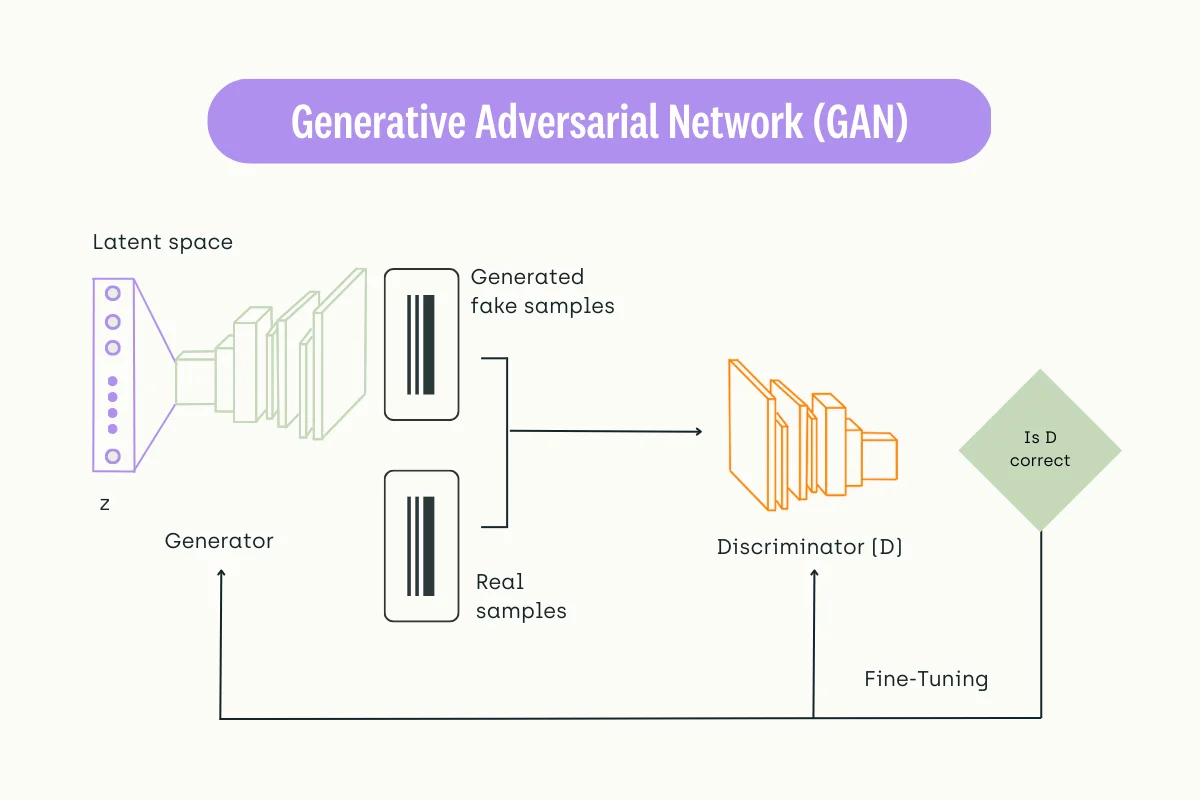 Generative Adversarial Network (GAN)
Latent space
Generated
fake samples
z
Generator
Real
samples
Discriminator (D)
Is D
correct
Fine-Tuning